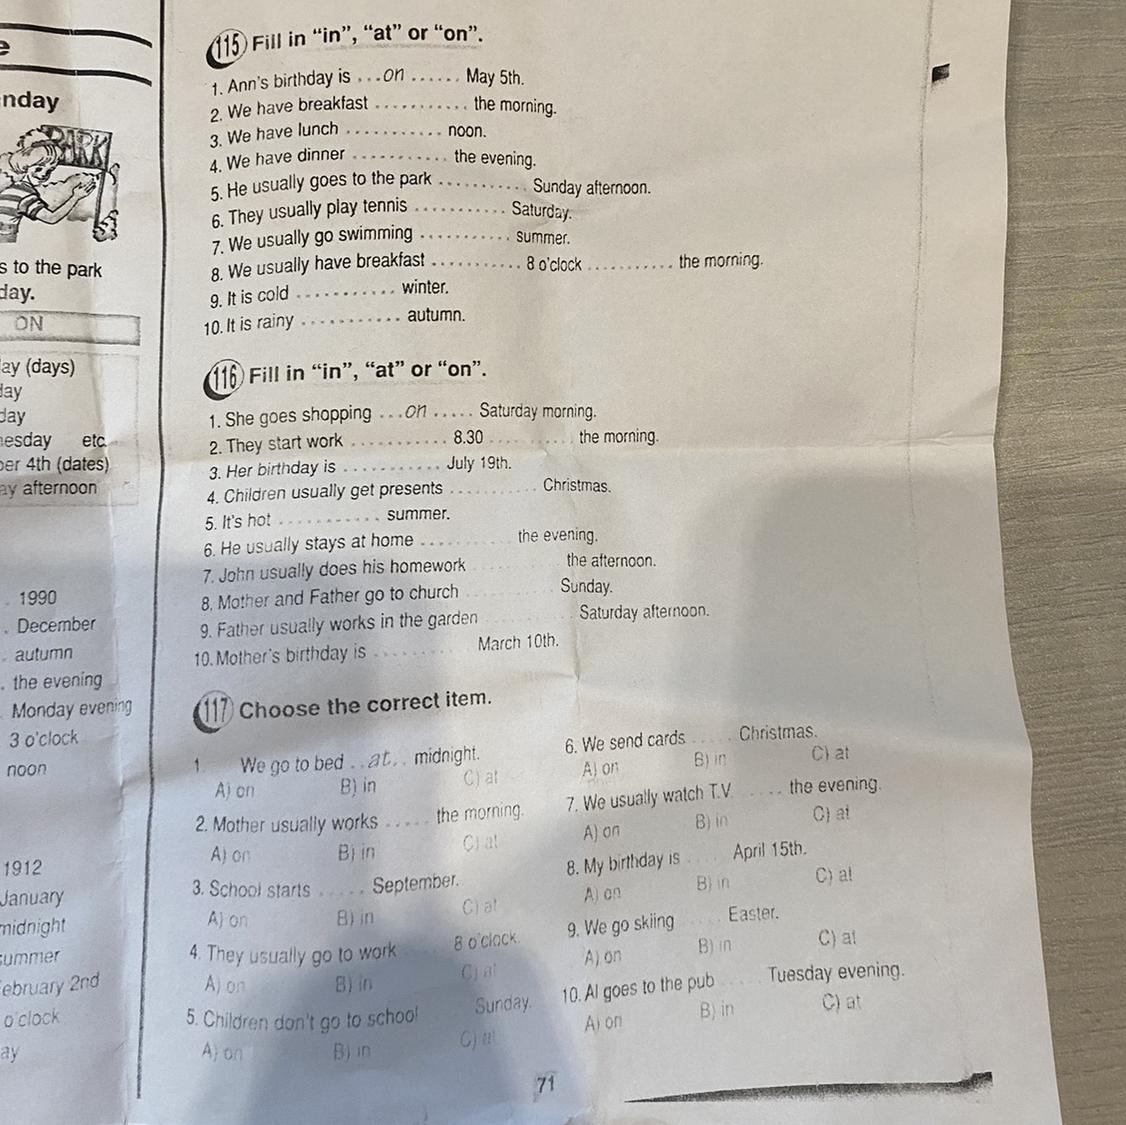 e
nday
PARK
s to the park
day.
ON
ay (days)
day
day
nesday etc
ber 4th (dates)
ay afternoon
. 1990
. December
. autumn
. the evening
Monday evening
3 o'clock
noon
1912
January
midnight
summer
ebruary 2nd
o'clock
ay
115 Fill in "in", "at" or "on".
1. Ann's birthday is ...on ...... May 5th.
2. We have breakfast ........... the morning.
3. We have lunch ........... noon.
4. We have dinner ........... the evening.
5. He usually goes to the park .......... Sunday afternoon.
6. They usually play tennis .......... Saturday.
7. We usually go swimming .......... summer.
8. We usually have breakfast .......... 8 o'clock .......... the morning.
9. It is cold ........... winter.
10. It is rainy ........... autumn.
116 Fill in "in", "at" or "on".
1. She goes shopping ...on ..... Saturday morning.
2. They start work ........... 8.30 .......... the morning.
3. Her birthday is ........... July 19th.
4. Children usually get presents .......... Christmas.
5. It's hot ........... summer.
6. He usually stays at home .......... the evening.
7. John usually does his homework .......... the afternoon.
8. Mother and Father go to church .......... Sunday.
9. Father usually works in the garden .......... Saturday afternoon.
10. Mother's birthday is .......... March 10th.
117 Choose the correct item.
1. We go to bed ..at.. midnight.
A) on B) in C) at
2. Mother usually works ..... the morning.
A) on B) in C) at
3. School starts ..... September.
A) on B) in C) at
4. They usually go to work ..... 8 o'clock.
A) on B) in C) at
5. Children don't go to school ..... Sunday.
A) on B) in C) at
6. We send cards ..... Christmas.
A) on B) in C) at
7. We usually watch T.V. ..... the evening.
A) on B) in C) at
8. My birthday is ..... April 15th.
A) on B) in C) at
9. We go skiing ..... Easter.
A) on B) in C) at
10. Al goes to the pub ..... Tuesday evening.
A) on B) in C) at
71